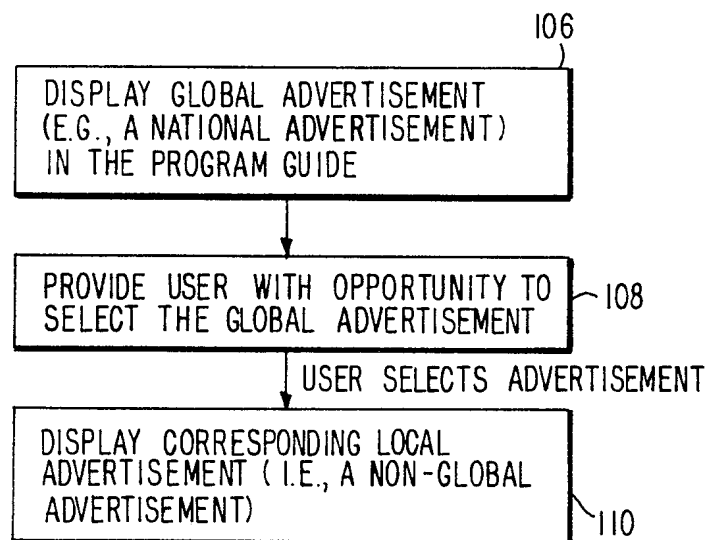 106
DISPLAY GLOBAL ADVERTISEMENT
(E.G., A NATIONAL ADVERTISEMENT)
IN THE PROGRAM GUIDE
PROVIDE USER WITH OPPORTUNITY TO
SELECT THE GLOBAL ADVERTISEMENT
108
USER SELECTS ADVERTISEMENT
DISPLAY CORRESPONDING LOCAL
ADVERTISEMENT (I.E., A NON-GLOBAL
ADVERTISEMENT)
110